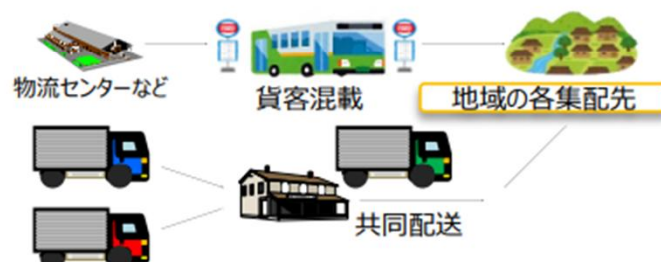 物流センターなど
貨客混載
地域の各集配先
共同配送